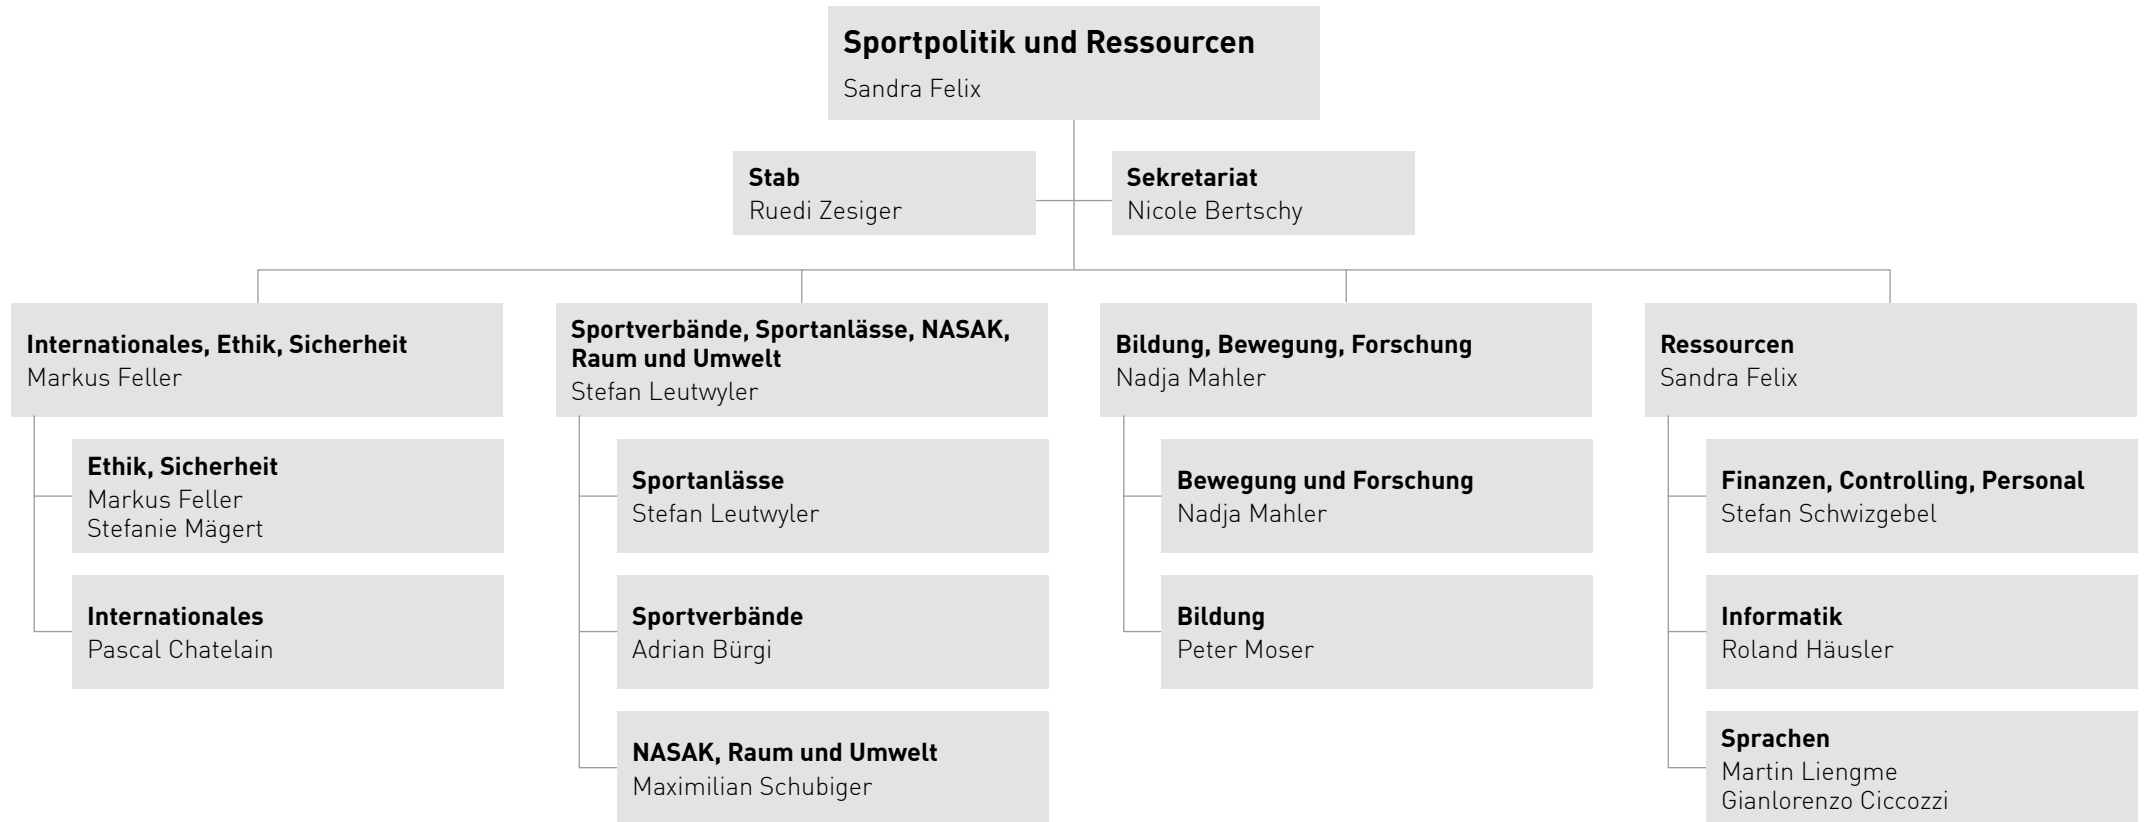 Sportpolitik und Ressourcen
Sandra Felix
Stab
Ruedi Zesiger
Sekretariat
Nicole Bertschy
Internationales, Ethik, Sicherheit
Markus Feller
Ethik, Sicherheit
Markus Feller
Stefanie Mägert
Internationales
Pascal Chatelain
Sportverbände, Sportanlässe, NASAK,
Raum und Umwelt
Stefan Leutwyler
Sportanlässe
Stefan Leutwyler
Sportverbände
Adrian Bürgi
NASAK, Raum und Umwelt
Maximilian Schubiger
Bildung, Bewegung, Forschung
Nadja Mahler
Bewegung und Forschung
Nadja Mahler
Bildung
Peter Moser
Ressourcen
Sandra Felix
Finanzen, Controlling, Personal
Stefan Schwizgebel
Informatik
Roland Häusler
Sprachen
Martin Liengme
Gianlorenzo Ciccozzi